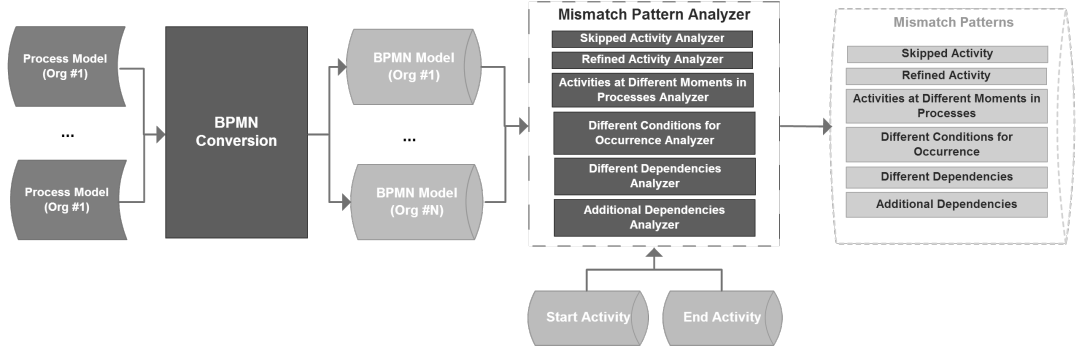 Process Model
(Org #1)
...
Process Model
(Org #1)
BPMN
Conversion
BPMN Model
(Org #1)
...
BPMN Model
(Org #N)
Mismatch Pattern Analyzer
Skipped Activity Analyzer
Refined Activity Analyzer
Activities at Different Moments in
Processes Analyzer
Different Conditions for
Occurrence Analyzer
Different Dependencies
Analyzer
Additional Dependencies
Analyzer
Start Activity
End Activity
Mismatch Patterns
Skipped Activity
Refined Activity
Activities at Different Moments in
Processes
Different Conditions for
Occurrence
Different Dependencies
Additional Dependencies